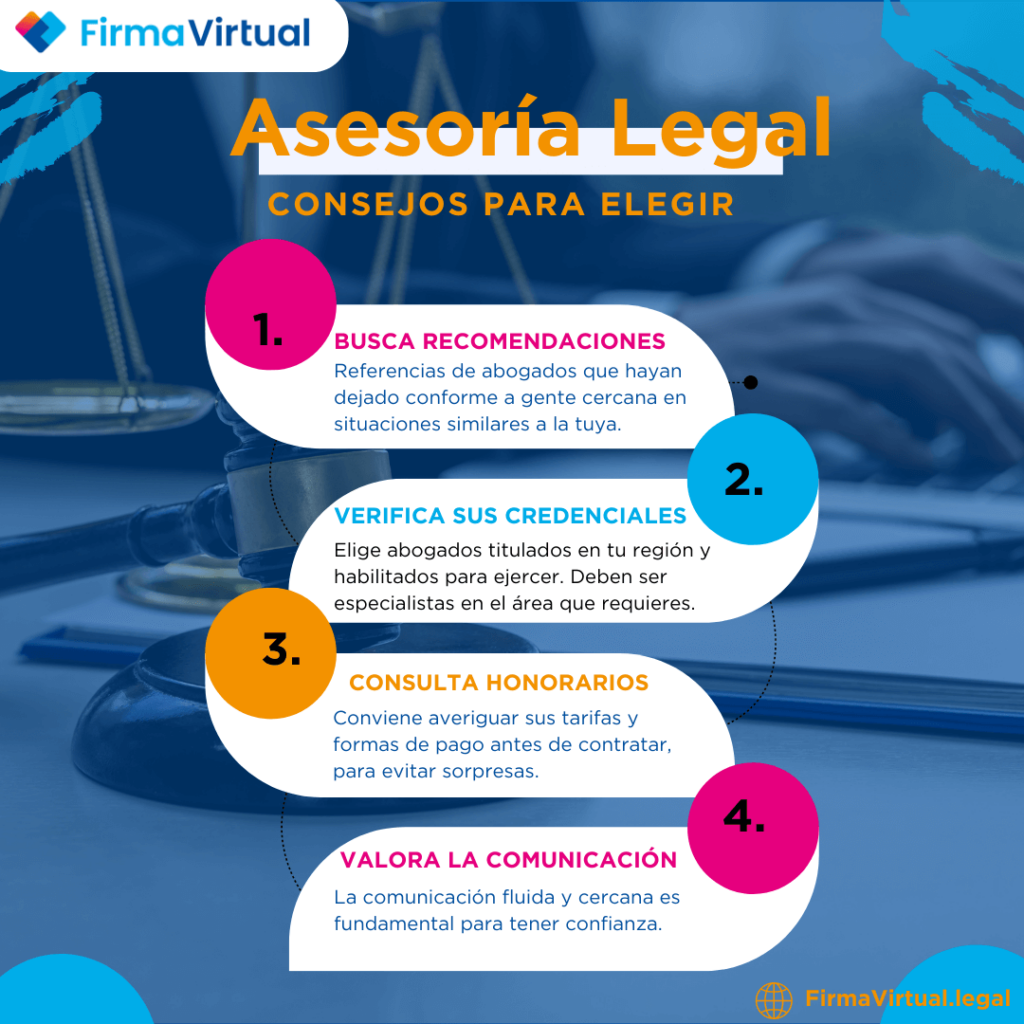 FirmaVirtual
Asesoría Legal
CONSEJOS PARA ELEGIR
1.
BUSCA RECOMENDACIONES
Referencias de abogados que hayan
dejado conforme a gente cercana en
situaciones similares a la tuya.
2.
VERIFICA SUS CREDENCIALES
Elige abogados titulados en tu región y
habilitados para ejercer. Deben ser
especialistas en el área que requieres.
3.
CONSULTA HONORARIOS
Conviene averiguar sus tarifas y
formas de pago antes de contratar,
para evitar sorpresas.
4.
VALORA LA COMUNICACIÓN
La comunicación fluida y cercana es
fundamental para tener confianza.
FirmaVirtual.legal